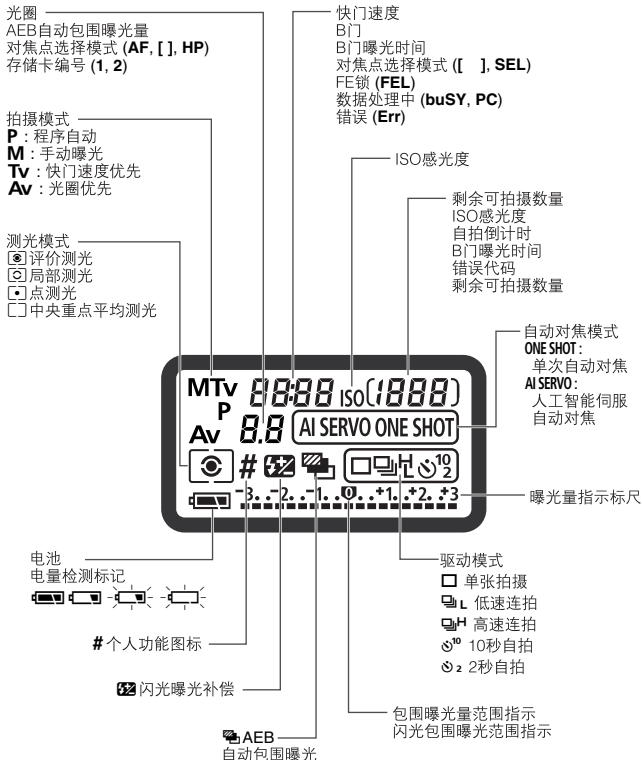 光圈
AEB自动包围曝光量
对焦点选择模式 (AF, [ ], HP)
存储卡编号 (1, 2)
快门速度
B门
B门曝光时间
对焦点选择模式 ([   ], SEL)
FE锁 (FEL)
数据处理中 (buSY, PC)
错误 (Err)
拍摄模式
P：程序自动
M：手动曝光
Tv：快门速度优先
Av：光圈优先
ISO感光度
剩余可拍摄数量
ISO感光度
自拍倒计时
B门曝光时间
错误代码
剩余可拍摄数量
测光模式
评价测光
局部测光
点测光
中央重点平均测光
自动对焦模式
ONE SHOT：
单次自动对焦
AI SERVO：
人工智能伺服
自动对焦
MTv 88:88 ISO(1888)
P
Av 8.8 AI SERVO ONE SHOT
# H L 10 2
-3..-2..-1..0..+1..+2..+3
曝光量指示标尺
电池
电量检测标记
驱动模式
单张拍摄
L 低速连拍
H 高速连拍
10 10秒自拍
2 2秒自拍
#个人功能图标
闪光曝光补偿
AEB
自动包围曝光
包围曝光量范围指示
闪光包围曝光范围指示